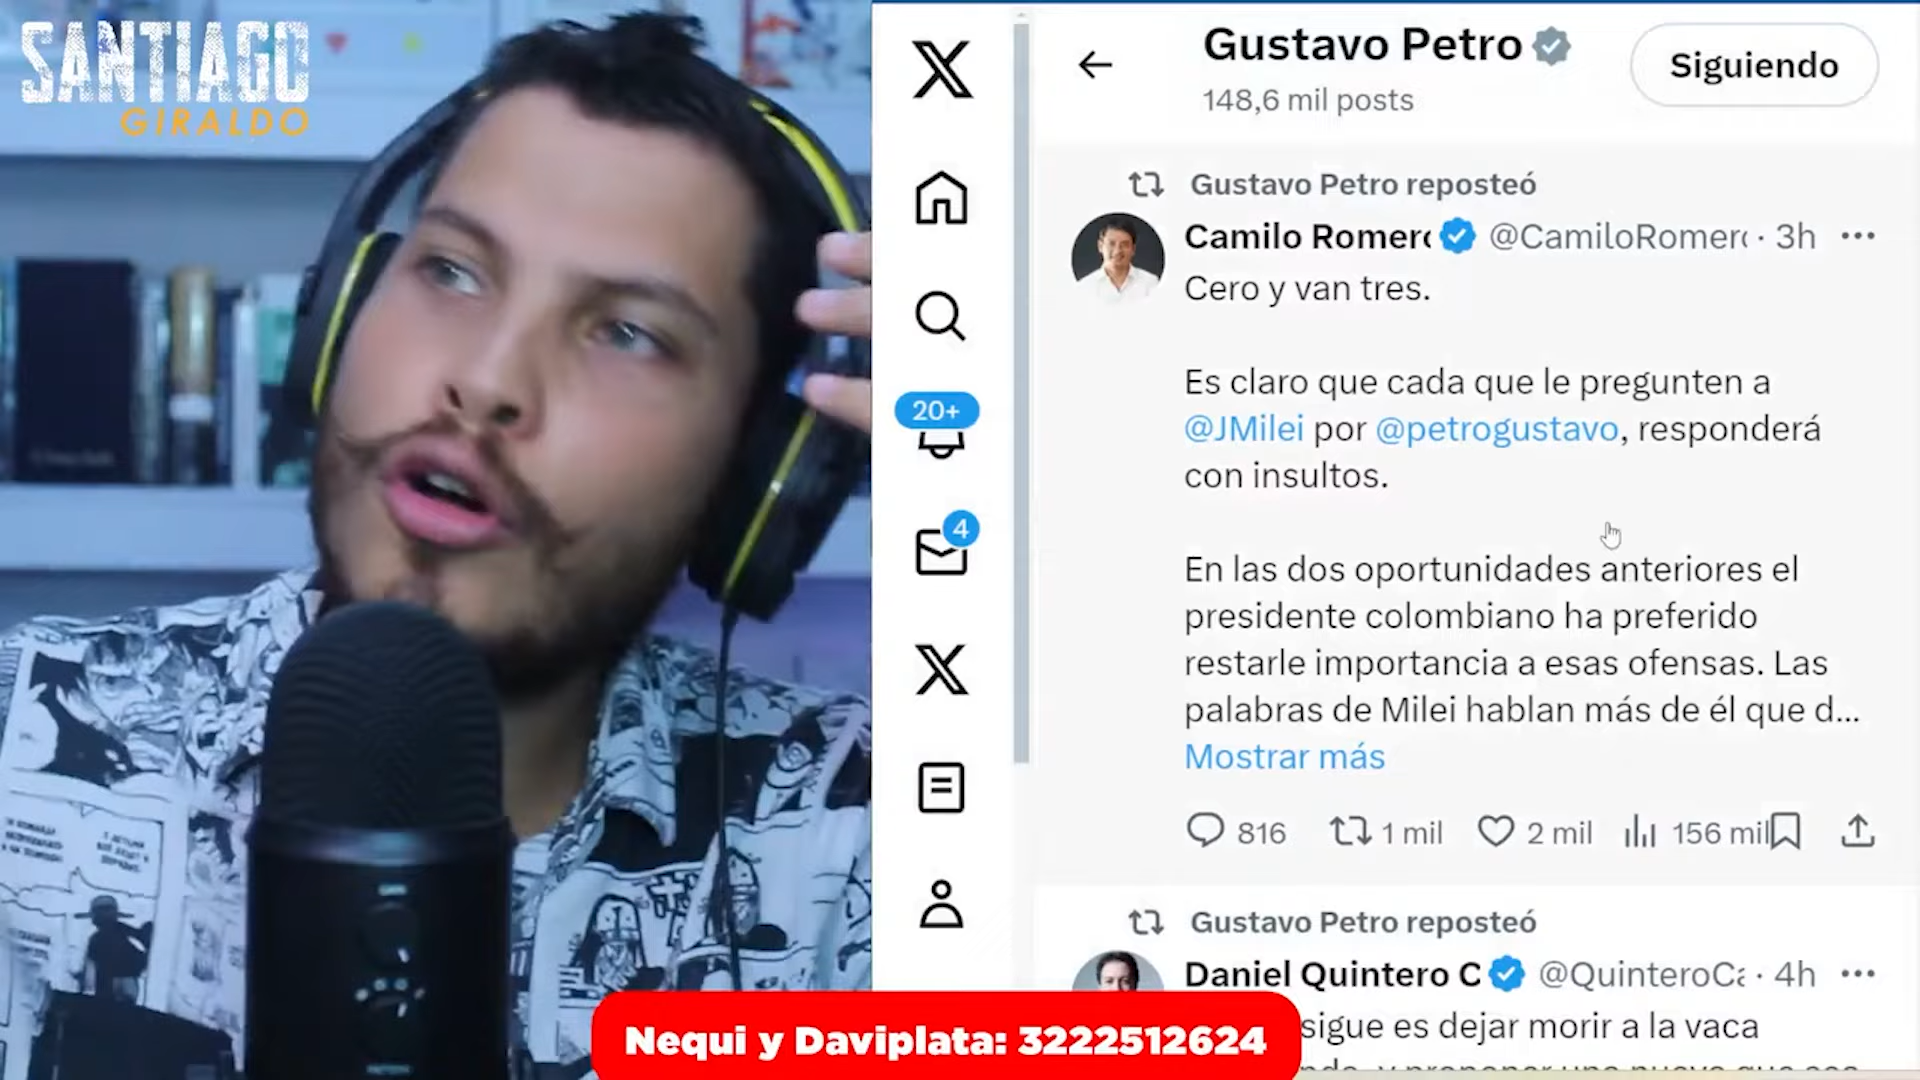 SANTIAGO
GIRALDO
Gustavo Petro
148,6 mil posts
Siguiendo
20+
4
Gustavo Petro reposteó
Camilo Romero @CamiloRomero · 3h
Cero y van tres.
Es claro que cada que le pregunten a
@JMilei por @petrogustavo, responderá
con insultos.
En las dos oportunidades anteriores el
presidente colombiano ha preferido
restarle importancia a esas ofensas. Las
palabras de Milei hablan más de él que d...
Mostrar más
816 1 mil 2 mil 156 mil
Gustavo Petro reposteó
Daniel Quintero C @QuinteroCa · 4h
sigue es dejar morir a la vaca
Nequi y Daviplata: 3222512624